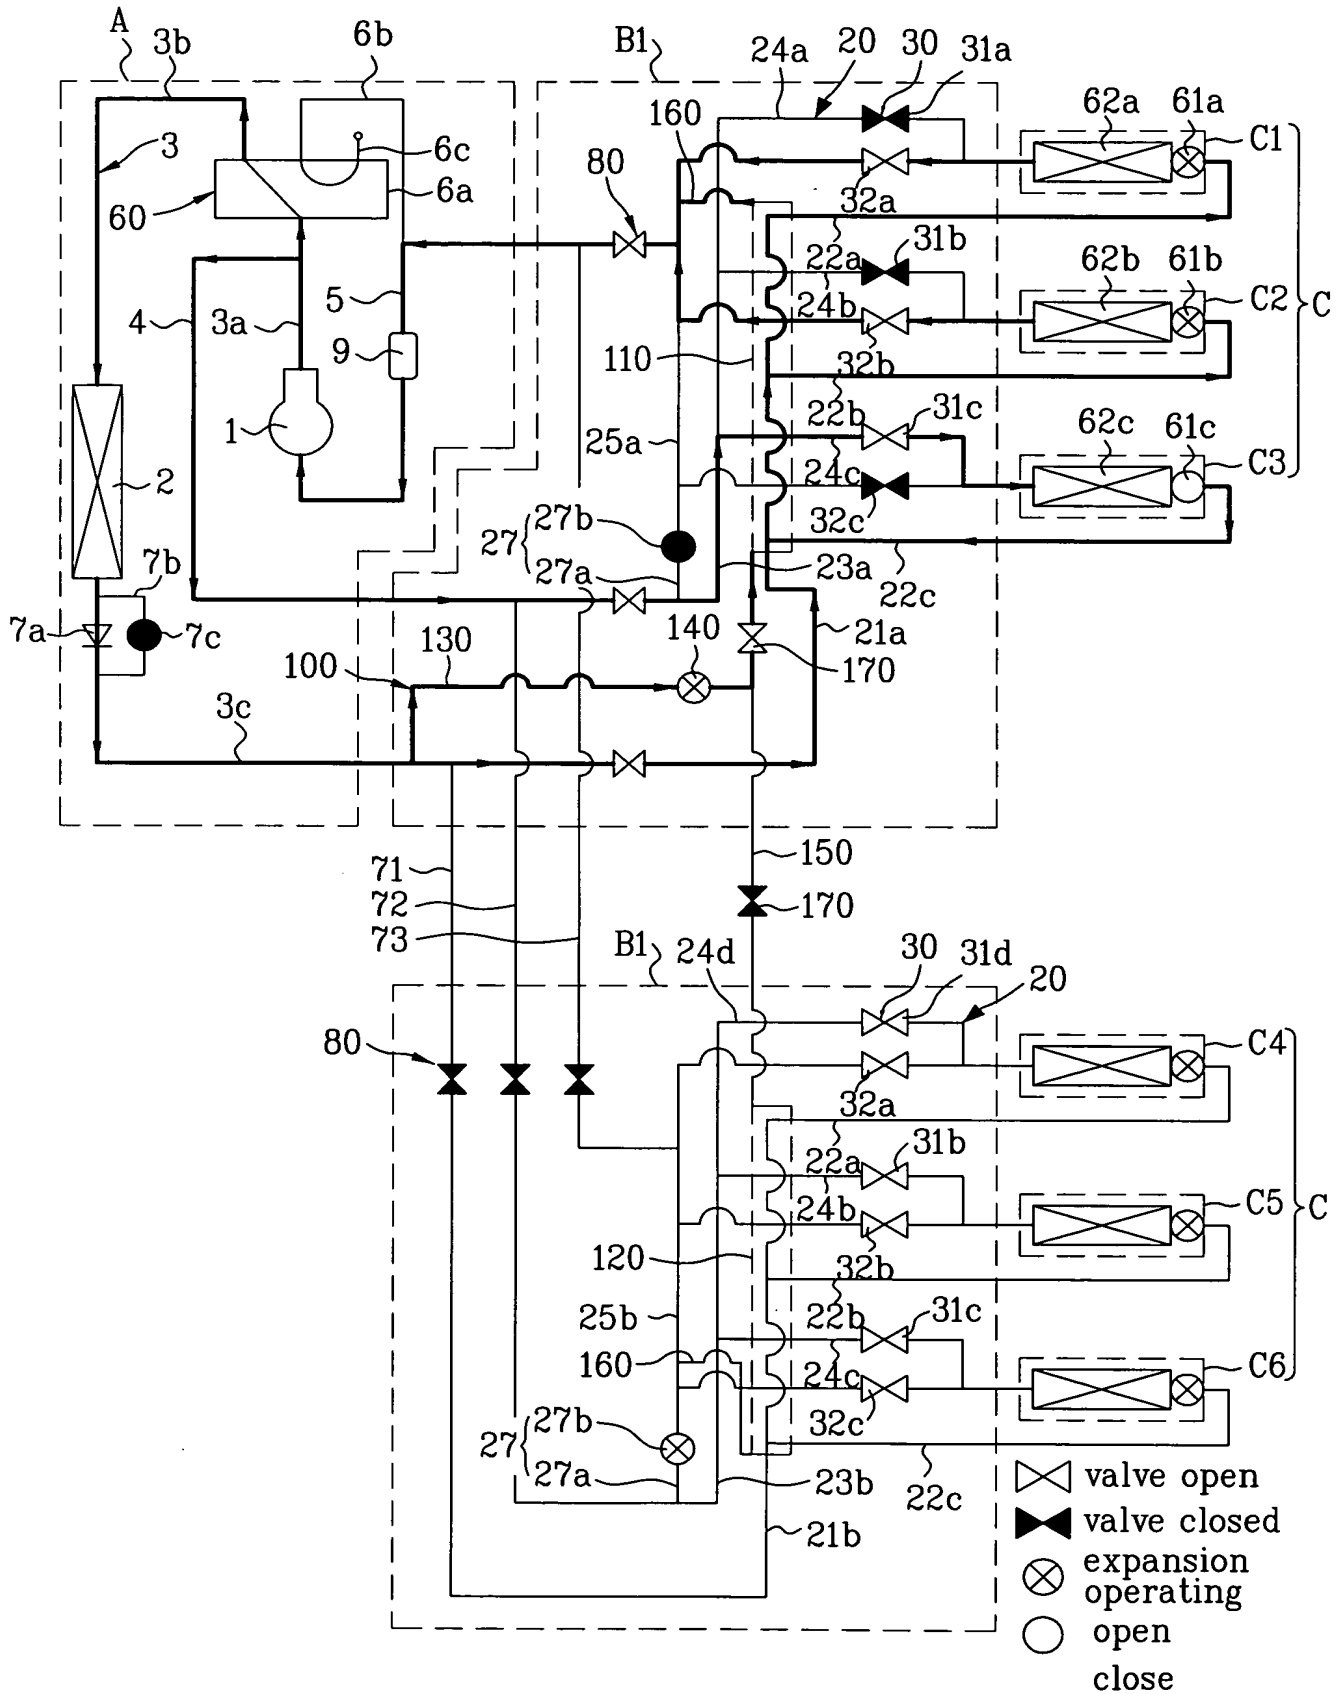 A
3b
6b
B1
24a
20
30
31a
160
62a
61a
C1
3
6c
6a
60
80
32a
22a
31b
62b
61b
C2
C
24b
4
3a
5
9
110
32b
22b
31c
1
25a
62c
61c
C3
24c
2
27
27b
27a
32c
23a
22c
7b
7a
7c
140
21a
100
130
170
3c
71
150
72
170
73
B1
24d
30
31d
20
80
C4
32a
22a
31b
24b
C5
C
120
32b
22b
31c
25b
160
24c
C6
27
27b
27a
32c
23b
22c
21b
valve open
valve closed
expansion
operating
open
close